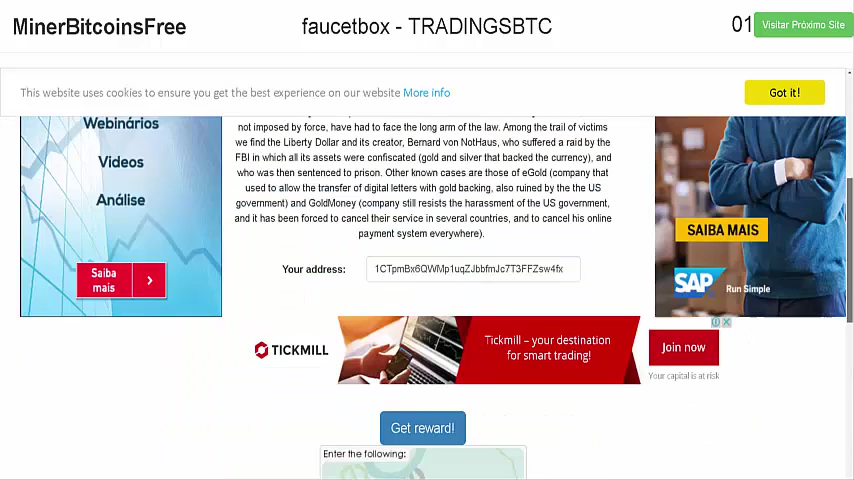 MinerBitcoinsFree
faucetbox - TRADINGSBTC
01
Visitar Próximo Site
This website uses cookies to ensure you get the best experience on our website More info
Got it!
Webinários
Videos
Análise
Saiba
mais
not imposed by force, have had to face the long arm of the law. Among the trail of victims
we find the Liberty Dollar and its creator, Bernard von NotHaus, who suffered a raid by the
FBI in which all its assets were confiscated (gold and silver that backed the currency), and
who was then sentenced to prison. Other known cases are those of eGold (company that
used to allow the transfer of digital letters with gold backing, also ruined by the the US
government) and GoldMoney (company still resists the harassment of the US government,
and it has been forced to cancel their service in several countries, and to cancel his online
payment system everywhere).
Your address:
1CTpmBx6QWMp1uqZJbbfmJc7T3FFZsw4fx
SAIBA MAIS
SAP
Run Simple
TICKMILL
Tickmill – your destination
for smart trading!
Join now
Your capital is at risk
Get reward!
Enter the following: